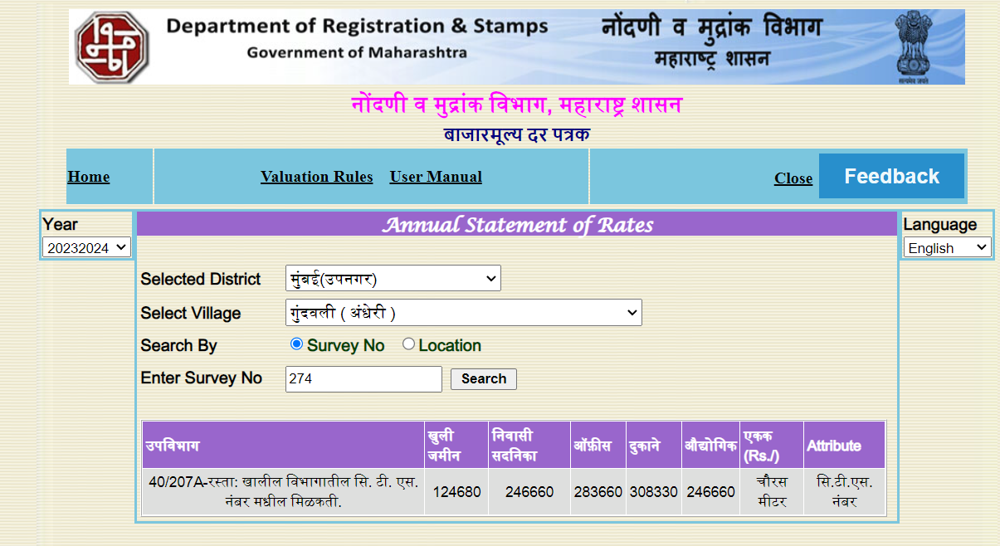 Department of Registration & Stamps
Government of Maharashtra
नोंदणी व मुद्रांक विभाग
महाराष्ट्र शासन
सत्यमेव जयते
नोंदणी व मुद्रांक विभाग, महाराष्ट्र शासन
बाजारमूल्य दर पत्रक
Home Valuation Rules User Manual Close Feedback
Year
20232024
Annual Statement of Rates
Language
English
Selected District मुंबई(उपनगर)
Select Village गुंदवली ( अंधेरी )
Search By Survey No Location
Enter Survey No 274 Search
उपविभाग खुली जमीन निवासी सदनिका ऑफ़ीस दुकाने औद्योगिक एकक (Rs./) Attribute
40/207A-रस्ता: खालील विभागातील सि. टी. एस. नंबर मधील मिळकती. 124680 246660 283660 308330 246660 चौरस मीटर सि.टी.एस. नंबर